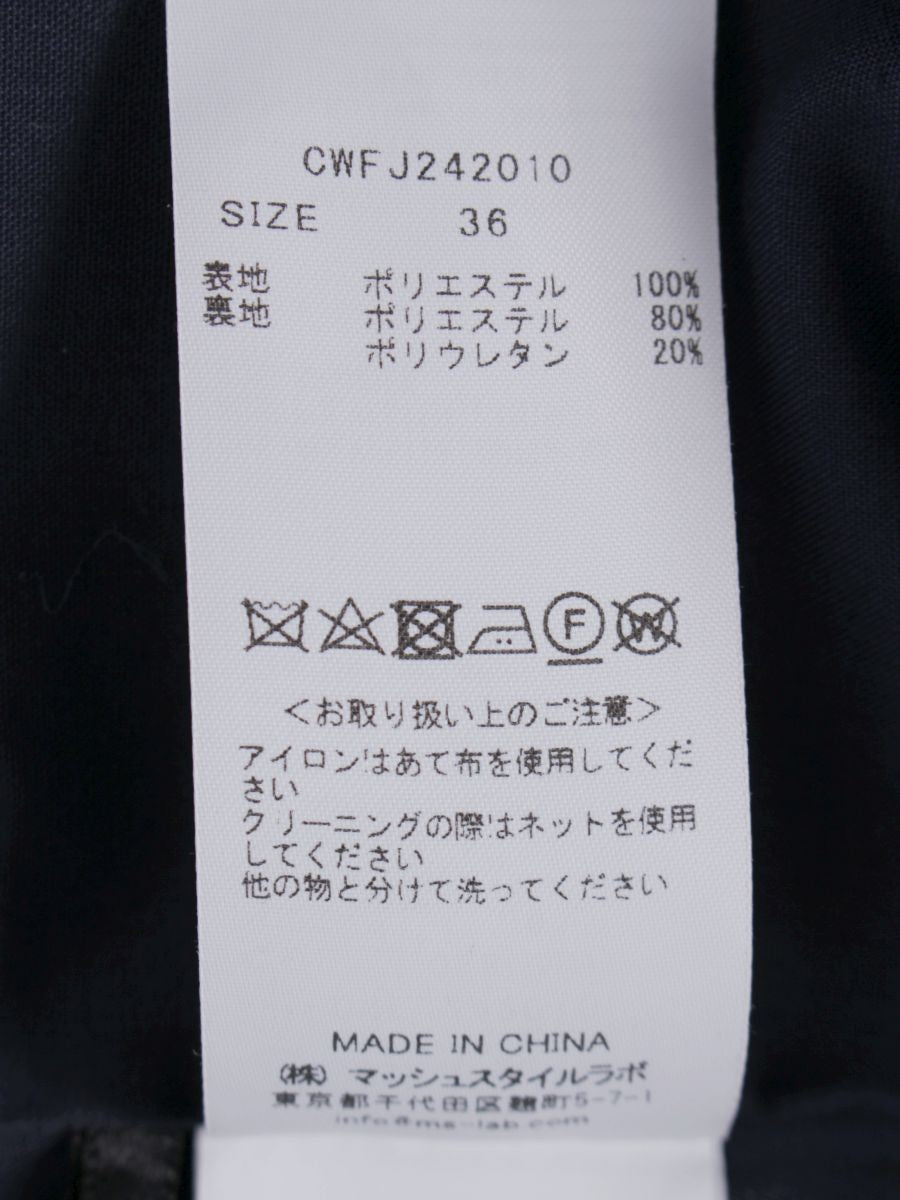 CWFJ242010
SIZE 36
表地 ポリエステル 100%
裏地 ポリエステル 80%
ポリウレタン 20%
F
W
<お取り扱い上のご注意>
アイロンはあて布を使用してくだ
さい
クリーニングの際はネットを使用
してください
他の物と分けて洗ってください
MADE IN CHINA
(株) マッシュスタイルラボ
東京都千代田区麹町5-7-1
info@ms-lab.com